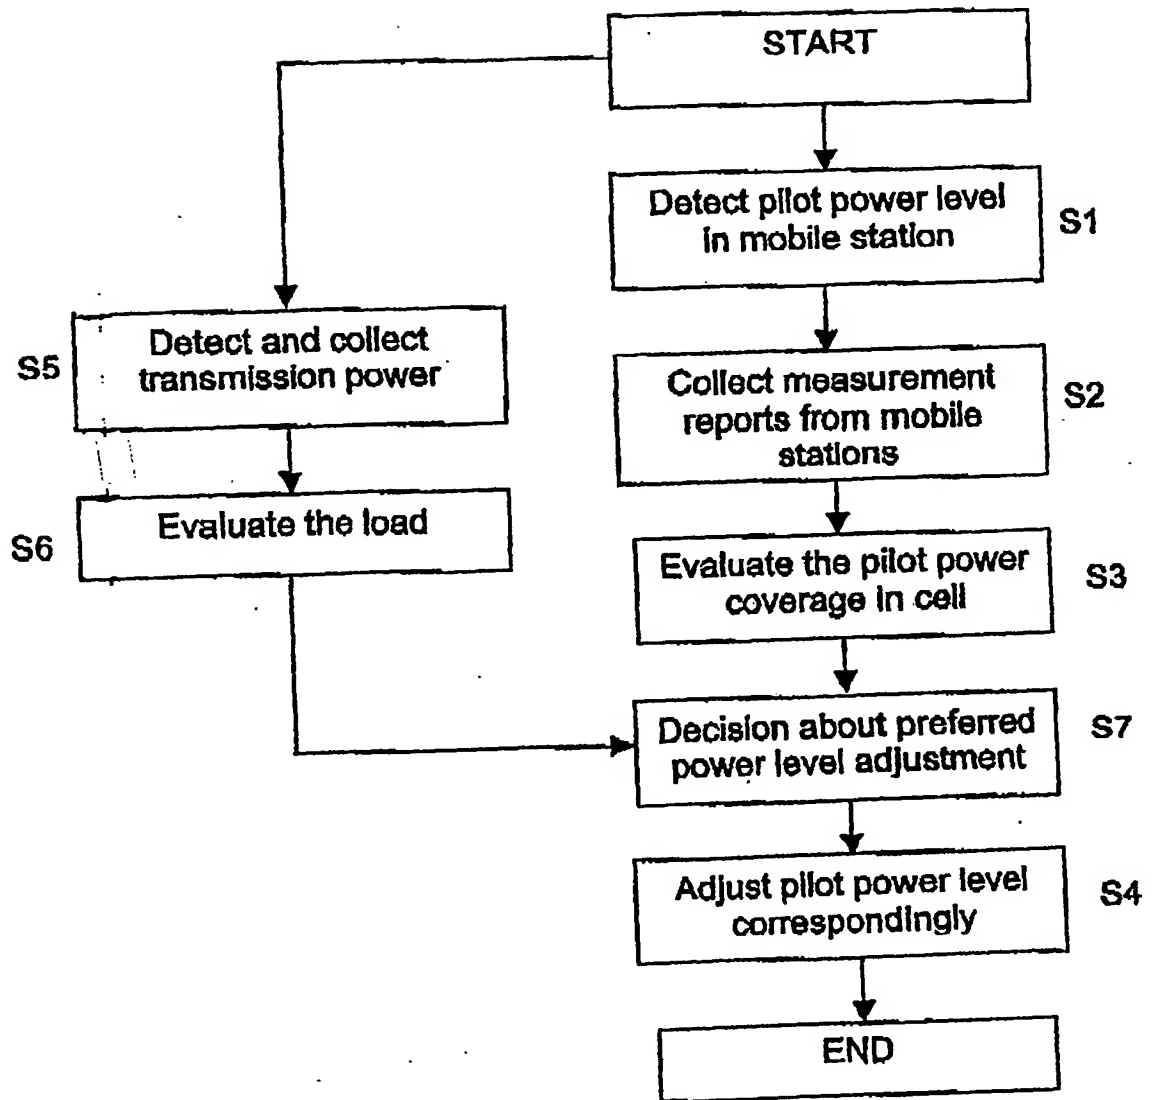 START
Detect pilot power level
in mobile station
S1
Detect and collect
transmission power
S5
Collect measurement
reports from mobile
stations
S2
Evaluate the load
S6
Evaluate the pilot power
coverage in cell
S3
Decision about preferred
power level adjustment
S7
Adjust pilot power level
correspondingly
S4
END